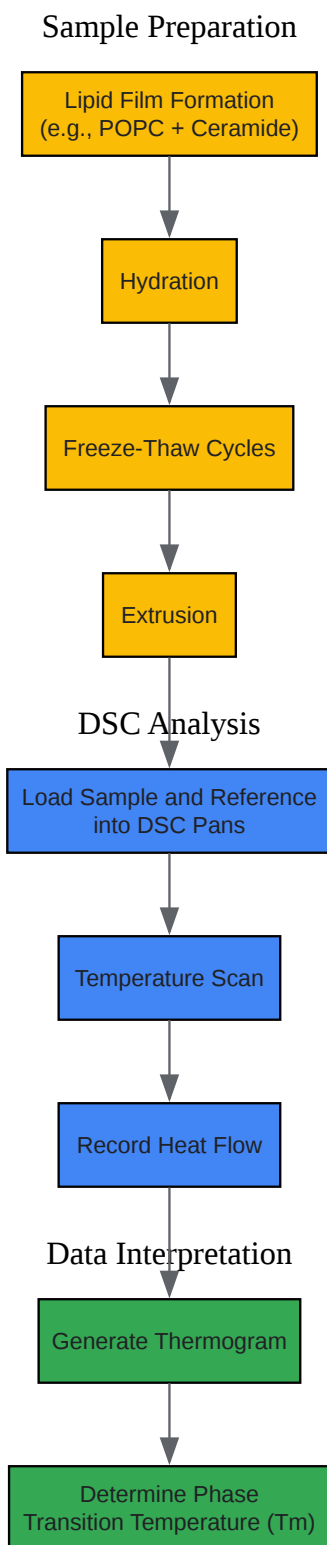 Sample Preparation
Lipid Film Formation
(e.g., POPC + Ceramide)
Hydration
Freeze-Thaw Cycles
Extrusion
DSC Analysis
Load Sample and Reference
into DSC Pans
Temperature Scan
Record Heat Flow
Data Interpretation
Generate Thermogram
Determine Phase
Transition Temperature (Tm)